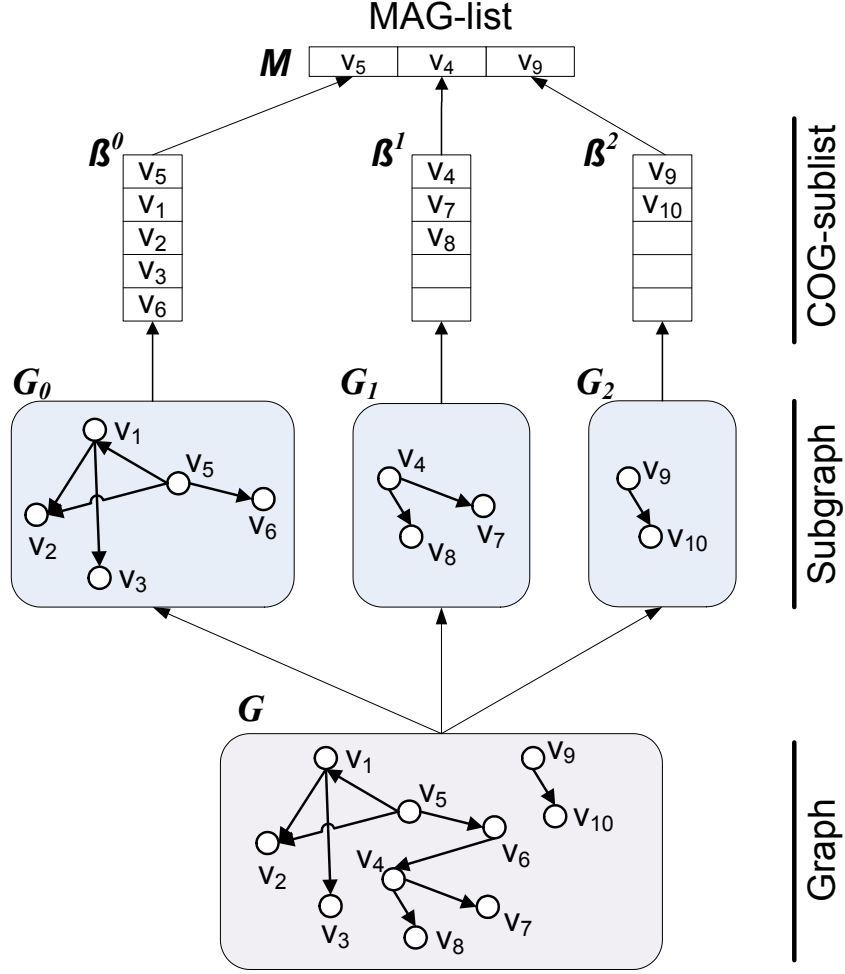 MAG-list
M v₅ v₄ v₉
ß⁰ ß¹ ß²
v₅ v₄ v₉
v₁ v₇ v₁₀
v₂ v₈
v₃
v₆
COG-sublist
G₀ G₁ G₂
v₁ v₅ v₆ v₂ v₃
v₄ v₇ v₈
v₉ v₁₀
Subgraph
G
v₁ v₉
v₅ v₁₀
v₂ v₄ v₆
v₃ v₈ v₇
Graph